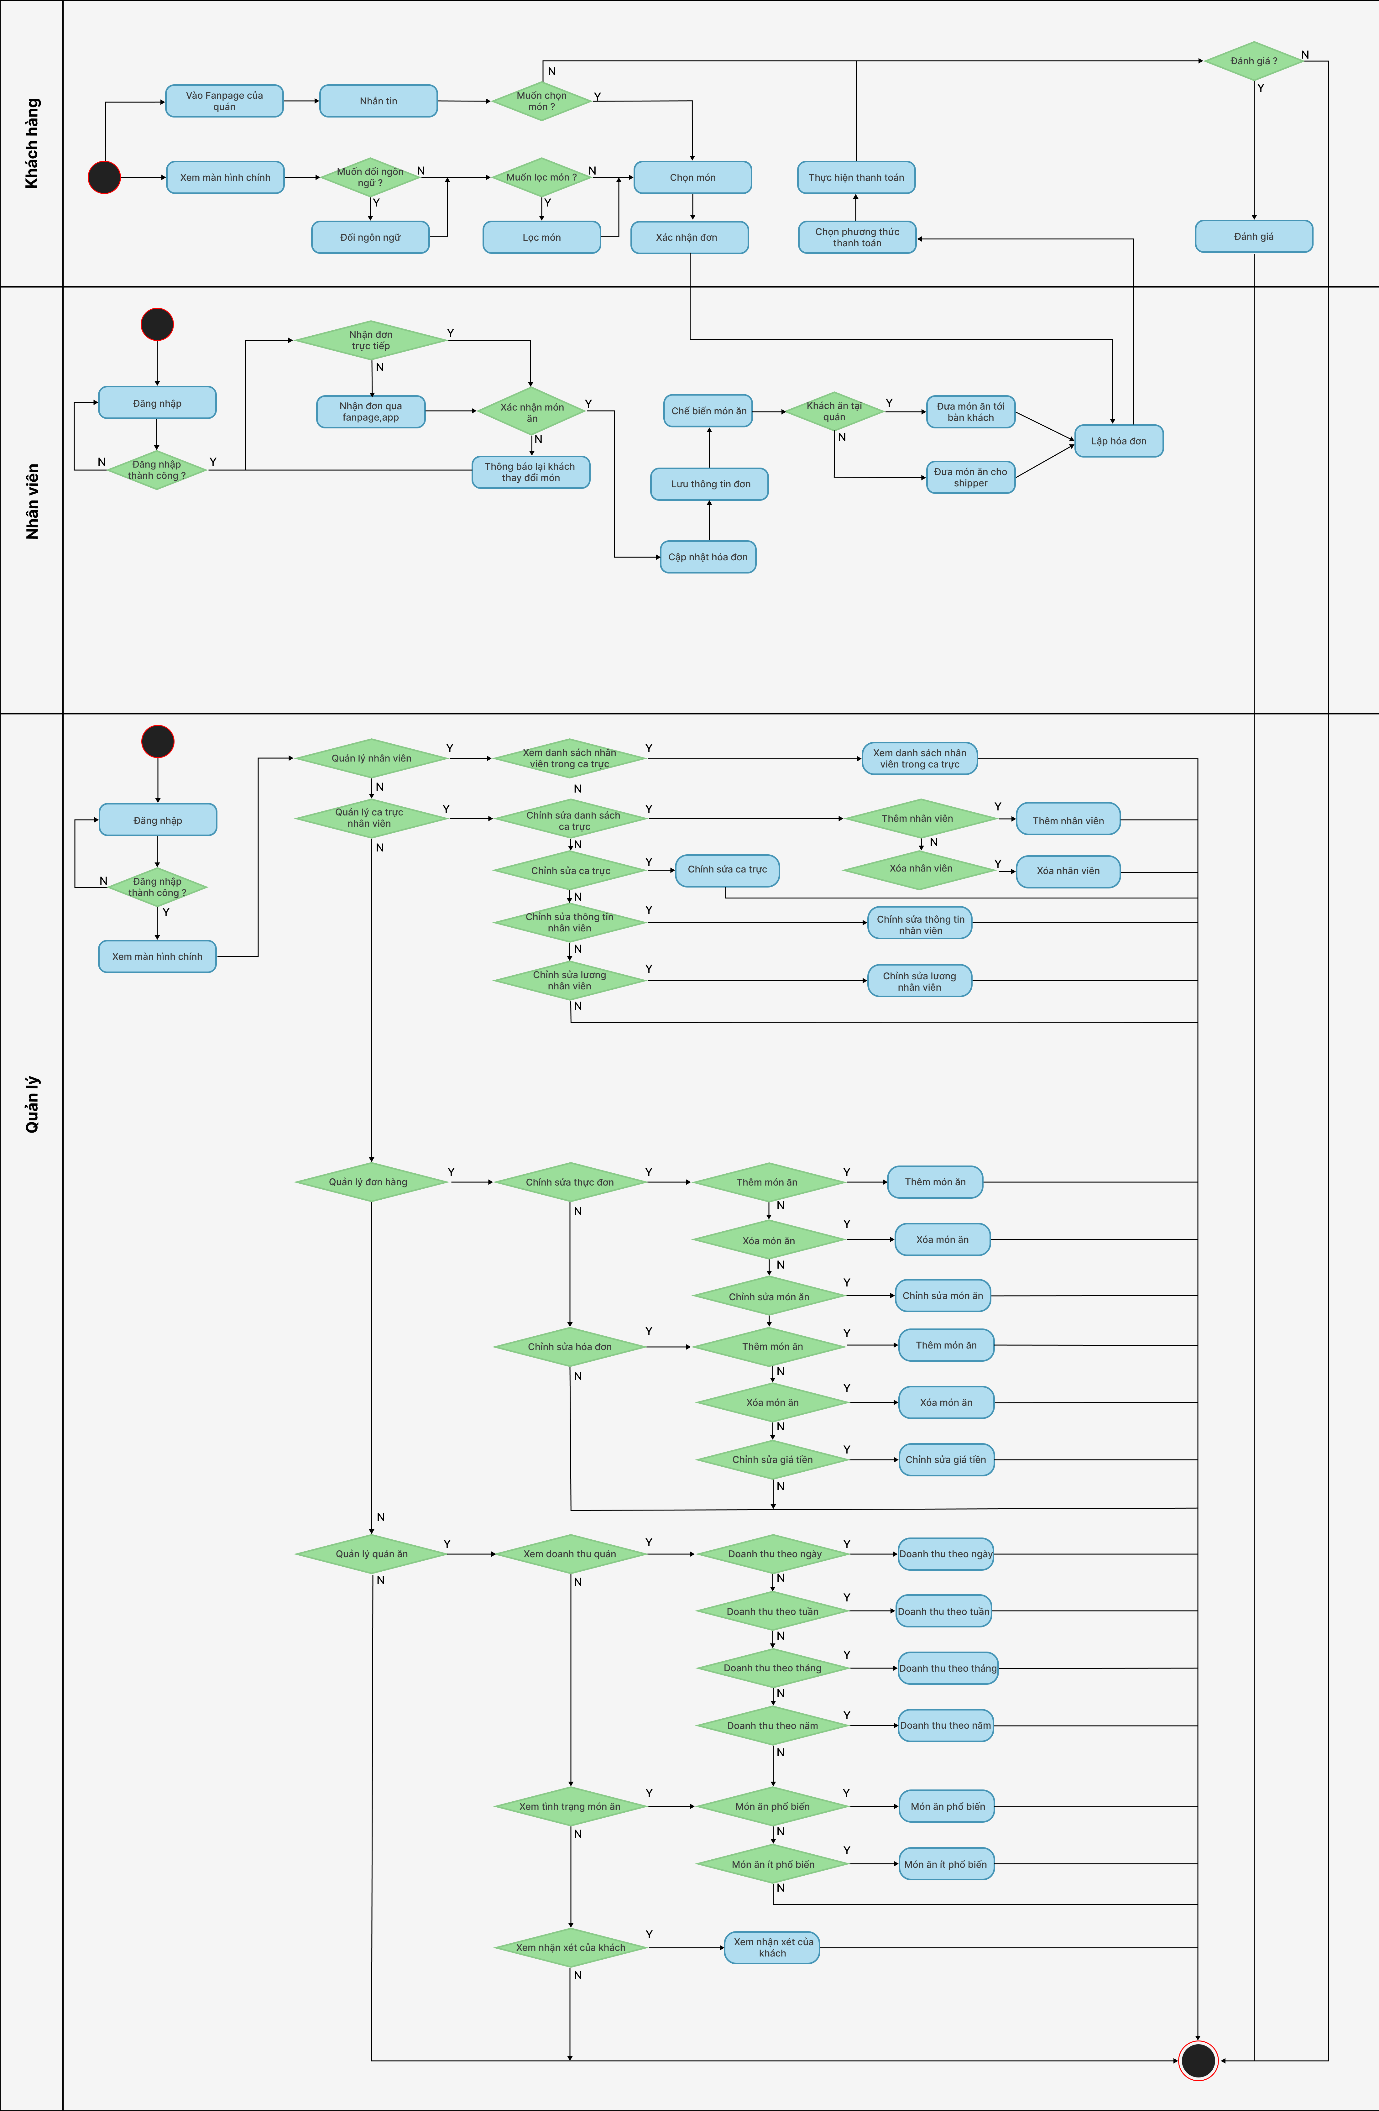 Khách hàng
N
Đánh giá ?
N
Vào Fanpage của
quán
Nhắn tin
Muốn chọn
món ?
Y
Y
Xem màn hình chính
Muốn đổi ngôn
ngữ ?
N
Y
Muốn lọc món ?
N
Y
Chọn món
Thực hiện thanh toán
Đổi ngôn ngữ
Lọc món
Xác nhận đơn
Chọn phương thức
thanh toán
Đánh giá
Nhân viên
Nhận đơn
trực tiếp
Y
N
Đăng nhập
Nhận đơn qua
fanpage,app
Xác nhận món
ăn
Y
N
Chế biến món ăn
Khách ăn tại
quán
Y
N
Đưa món ăn tới
bàn khách
Lập hóa đơn
N
Đăng nhập
thành công ?
Y
Thông báo lại khách
thay đổi món
Lưu thông tin đơn
Đưa món ăn cho
shipper
Cập nhật hóa đơn
Quản lý
Quản lý nhân viên
Y
Xem danh sách nhân
viên trong ca trực
Y
Xem danh sách nhân
viên trong ca trực
N
N
Đăng nhập
Quản lý ca trực
nhân viên
Y
Chỉnh sửa danh sách
ca trực
Y
Thêm nhân viên
Y
Thêm nhân viên
N
N
N
Chỉnh sửa ca trực
Y
Chỉnh sửa ca trực
Xóa nhân viên
Y
Xóa nhân viên
N
Đăng nhập
thành công ?
Y
N
Chỉnh sửa thông tin
nhân viên
Y
Chỉnh sửa thông tin
nhân viên
N
Xem màn hình chính
Chỉnh sửa lương
nhân viên
Y
Chỉnh sửa lương
nhân viên
N
Quản lý đơn hàng
Y
Chỉnh sửa thực đơn
Y
Thêm món ăn
Y
Thêm món ăn
N
N
Xóa món ăn
Y
Xóa món ăn
N
Chỉnh sửa món ăn
Y
Chỉnh sửa món ăn
Chỉnh sửa hóa đơn
Y
Thêm món ăn
Y
Thêm món ăn
N
N
Xóa món ăn
Y
Xóa món ăn
N
Chỉnh sửa giá tiền
Y
Chỉnh sửa giá tiền
N
N
Quản lý quán ăn
Y
Xem doanh thu quán
Y
Doanh thu theo ngày
Y
Doanh thu theo ngày
N
N
N
Doanh thu theo tuần
Y
Doanh thu theo tuần
N
Doanh thu theo tháng
Y
Doanh thu theo tháng
N
Doanh thu theo năm
Y
Doanh thu theo năm
N
Xem tình trạng món ăn
Y
Món ăn phổ biến
Y
Món ăn phổ biến
N
N
Món ăn ít phổ biến
Y
Món ăn ít phổ biến
N
Xem nhận xét của khách
Y
Xem nhận xét của
khách
N